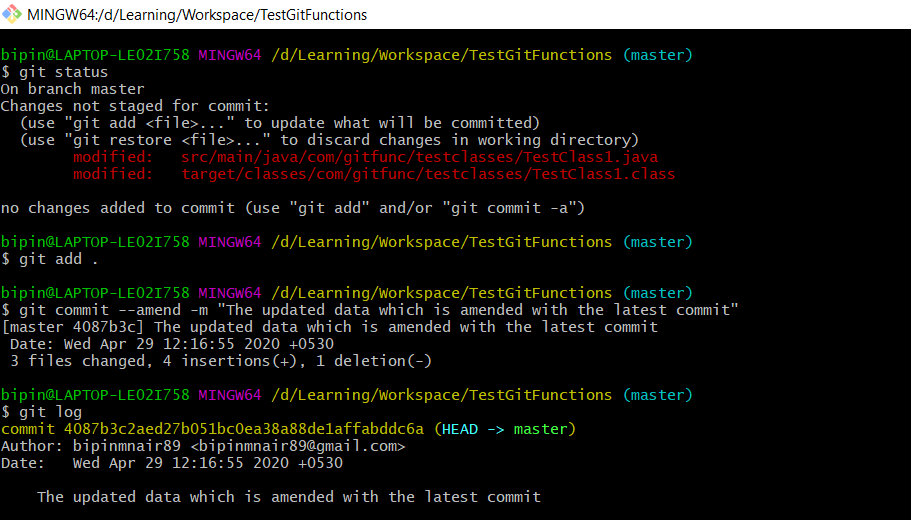 MINGW64:/d/Learning/Workspace/TestGitFunctions
bipin@LAPTOP-LE02I758 MINGW64 /d/Learning/Workspace/TestGitFunctions (master)
$ git status
On branch master
Changes not staged for commit:
  (use "git add <file>..." to update what will be committed)
  (use "git restore <file>..." to discard changes in working directory)
        modified:   src/main/java/com/gitfunc/testclasses/TestClass1.java
        modified:   target/classes/com/gitfunc/testclasses/TestClass1.class
no changes added to commit (use "git add" and/or "git commit -a")
bipin@LAPTOP-LE02I758 MINGW64 /d/Learning/Workspace/TestGitFunctions (master)
$ git add .
bipin@LAPTOP-LE02I758 MINGW64 /d/Learning/Workspace/TestGitFunctions (master)
$ git commit --amend -m "The updated data which is amended with the latest commit"
[master 4087b3c] The updated data which is amended with the latest commit
 Date: Wed Apr 29 12:16:55 2020 +0530
 3 files changed, 4 insertions(+), 1 deletion(-)
bipin@LAPTOP-LE02I758 MINGW64 /d/Learning/Workspace/TestGitFunctions (master)
$ git log
commit 4087b3c2aed27b051bc0ea38a88de1affabddc6a (HEAD -> master)
Author: bipinmnair89 <bipinmnair89@gmail.com>
Date:   Wed Apr 29 12:16:55 2020 +0530
    The updated data which is amended with the latest commit